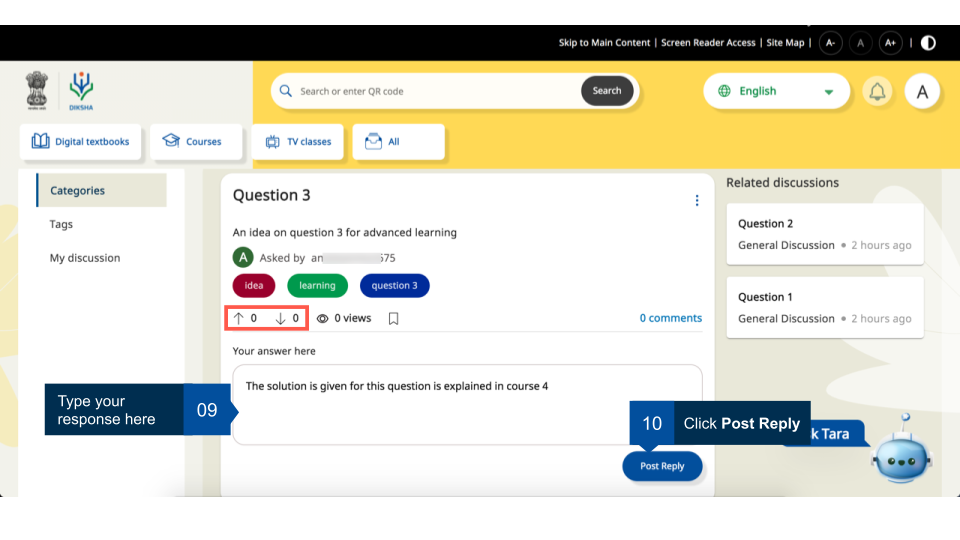 Skip to Main Content | Screen Reader Access | Site Map | A- A A+ |
DIKSHA
Search or enter QR code
Search
English
A
Digital textbooks
Courses
TV classes
All
Categories
Tags
My discussion
Question 3
An idea on question 3 for advanced learning
A Asked by an 575
idea learning question 3
0 0 0 views 0 comments
Your answer here
The solution is given for this question is explained in course 4
Type your
response here
09
10 Click Post Reply
Post Reply
Related discussions
Question 2
General Discussion • 2 hours ago
Question 1
General Discussion • 2 hours ago
Tara